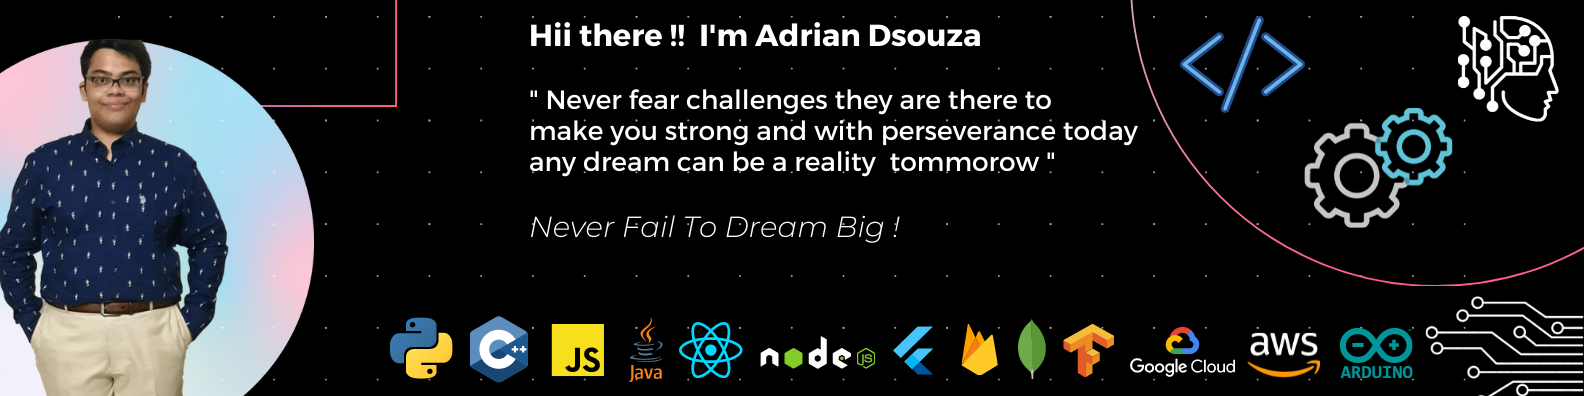 Hii there !! I'm Adrian Dsouza
" Never fear challenges they are there to
make you strong and with perseverance today
any dream can be a reality tommorow "
Never Fail To Dream Big !
C++
JS
Java
node JS
Google Cloud
aws
ARDUINO